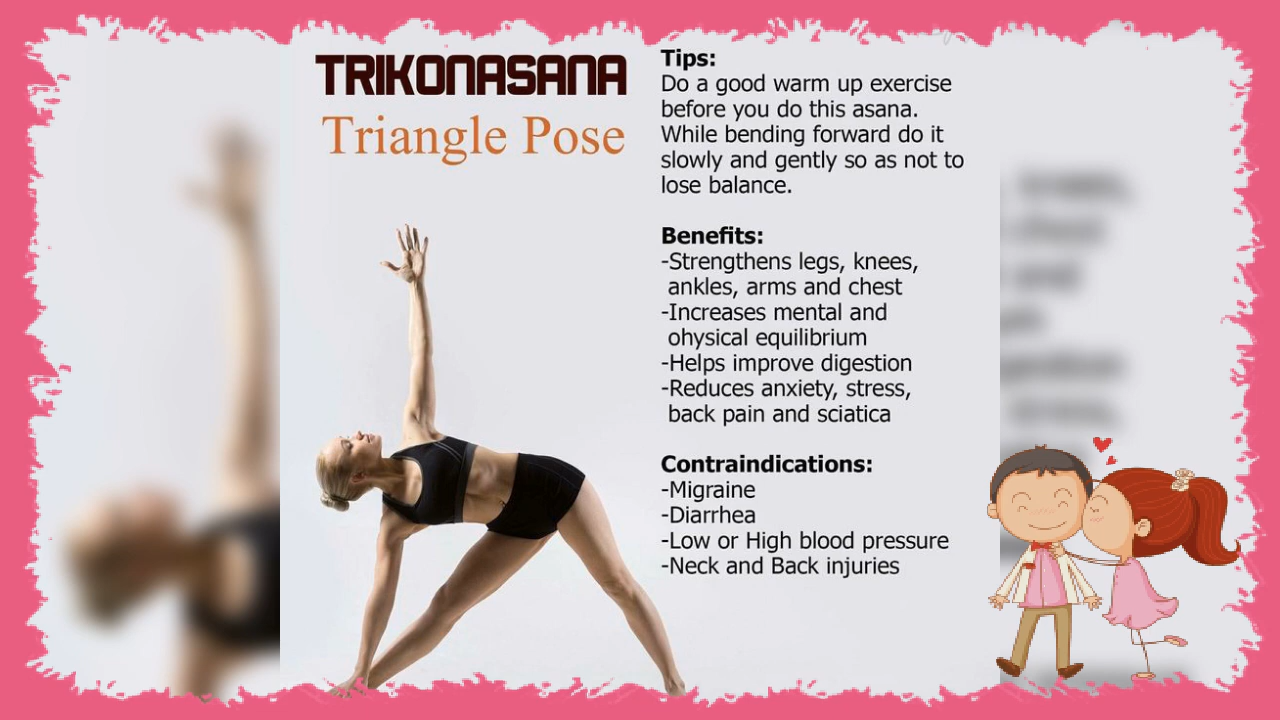 TRIKONASANA
Triangle Pose
Tips:
Do a good warm up exercise
before you do this asana.
While bending forward do it
slowly and gently so as not to
lose balance.
Benefits:
-Strengthens legs, knees,
ankles, arms and chest
-Increases mental and
ohysical equilibrium
-Helps improve digestion
-Reduces anxiety, stress,
back pain and sciatica
Contraindications:
-Migraine
-Diarrhea
-Low or High blood pressure
-Neck and Back injuries